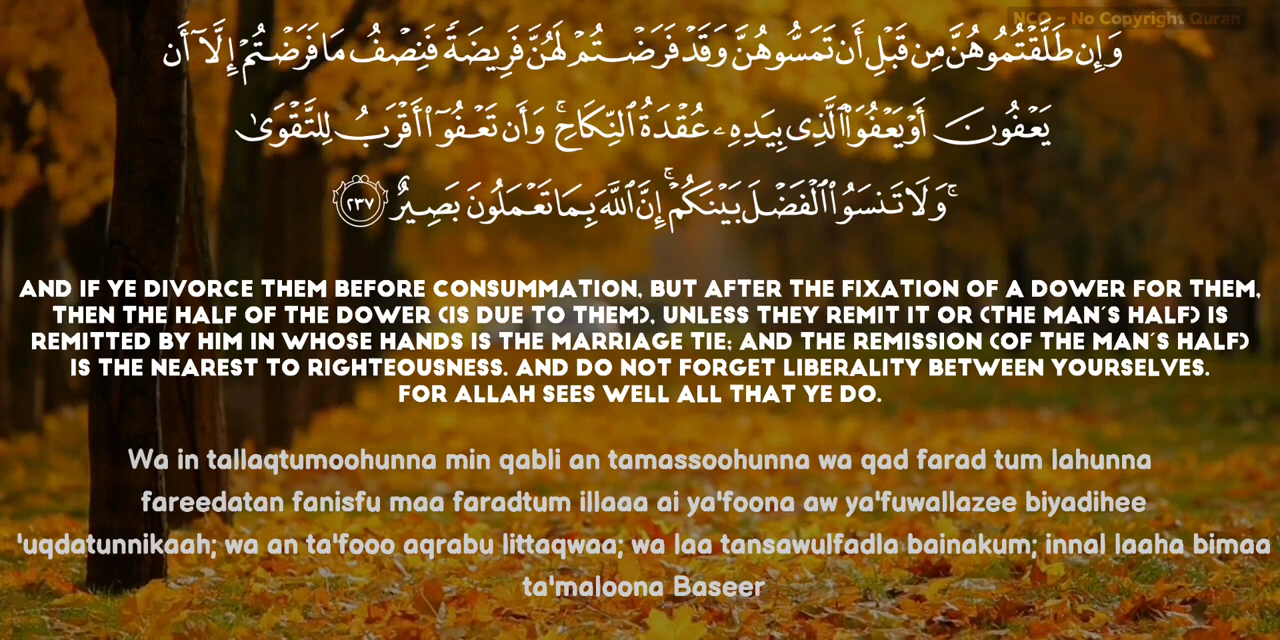 NCQ - No Copyright Quran
وَإِن طَلَّقْتُمُوهُنَّ مِن قَبْلِ أَن تَمَسُّوهُنَّ وَقَدْ فَرَضْتُمْ لَهُنَّ فَرِيضَةً فَنِصْفُ مَا فَرَضْتُمْ إِلَّآ أَن
يَعْفُونَ أَوْ يَعْفُوَا۟ ٱلَّذِى بِيَدِهِۦ عُقْدَةُ ٱلنِّكَاحِ ۚ وَأَن تَعْفُوٓا۟ أَقْرَبُ لِلتَّقْوَىٰ
ۚ وَلَا تَنسَوُا۟ ٱلْفَضْلَ بَيْنَكُمْ ۚ إِنَّ ٱللَّهَ بِمَا تَعْمَلُونَ بَصِيرٌ ٢٣٧
AND IF YE DIVORCE THEM BEFORE CONSUMMATION, BUT AFTER THE FIXATION OF A DOWER FOR THEM,
THEN THE HALF OF THE DOWER (IS DUE TO THEM), UNLESS THEY REMIT IT OR (THE MAN'S HALF) IS
REMITTED BY HIM IN WHOSE HANDS IS THE MARRIAGE TIE; AND THE REMISSION (OF THE MAN'S HALF)
IS THE NEAREST TO RIGHTEOUSNESS. AND DO NOT FORGET LIBERALITY BETWEEN YOURSELVES.
FOR ALLAH SEES WELL ALL THAT YE DO.
Wa in tallaqtumoohunna min qabli an tamassoohunna wa qad farad tum lahunna
fareedatan fanisfu maa faradtum illaaa ai ya'foona aw ya'fuwallazee biyadihee
'uqdatunnikaah; wa an ta'fooo aqrabu littaqwaa; wa laa tansawulfadla bainakum; innal laaha bimaa
ta'maloona Baseer